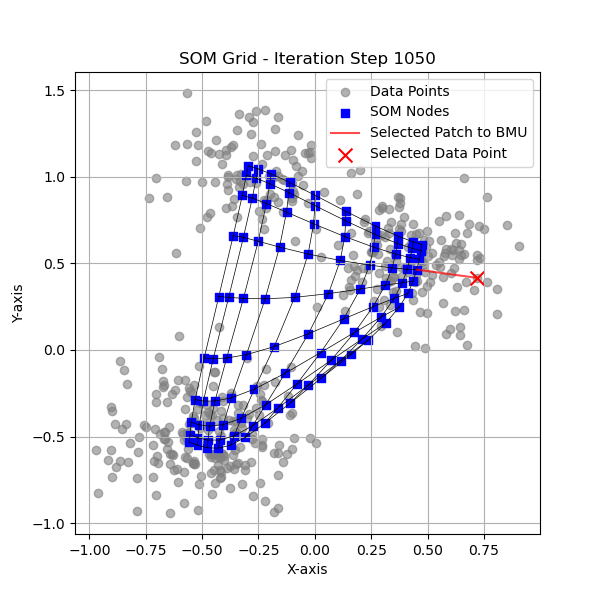 SOM Grid - Iteration Step 1050
Data Points
SOM Nodes
Selected Patch to BMU
Selected Data Point
Y-axis
1.5
1.0
0.5
0.0
−0.5
−1.0
−1.00 −0.75 −0.50 −0.25 0.00 0.25 0.50 0.75
X-axis